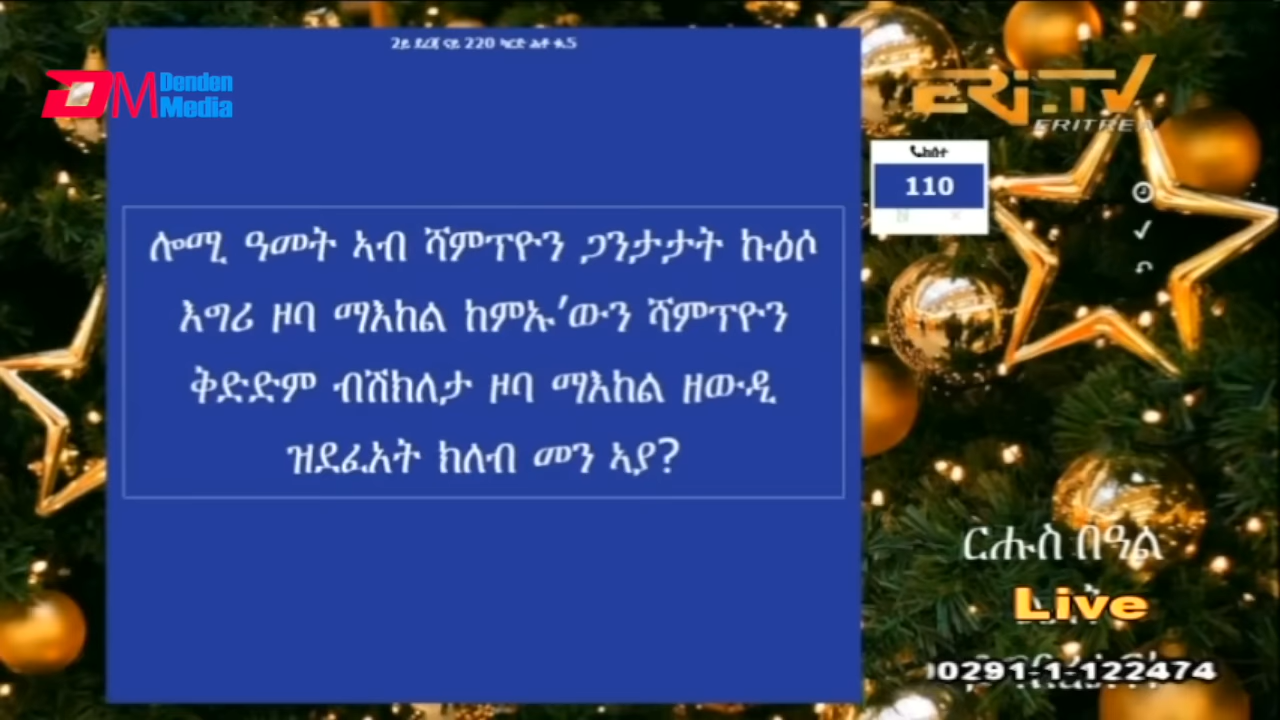 Denden
Media
ERi.TV
ERITREA
110
ሎሚ ዓመት ኣብ ሻምፕዮን ጋንታታት ኩዕሶ
እግሪ ዞባ ማእከል ከምኡ'ውን ሻምፕዮን
ቅድድም ብሽክለታ ዞባ ማእከል ዘውዲ
ዝደፈአት ክለብ መን ኣያ?
ርሑስ በዓል
Live
0291-1-122474